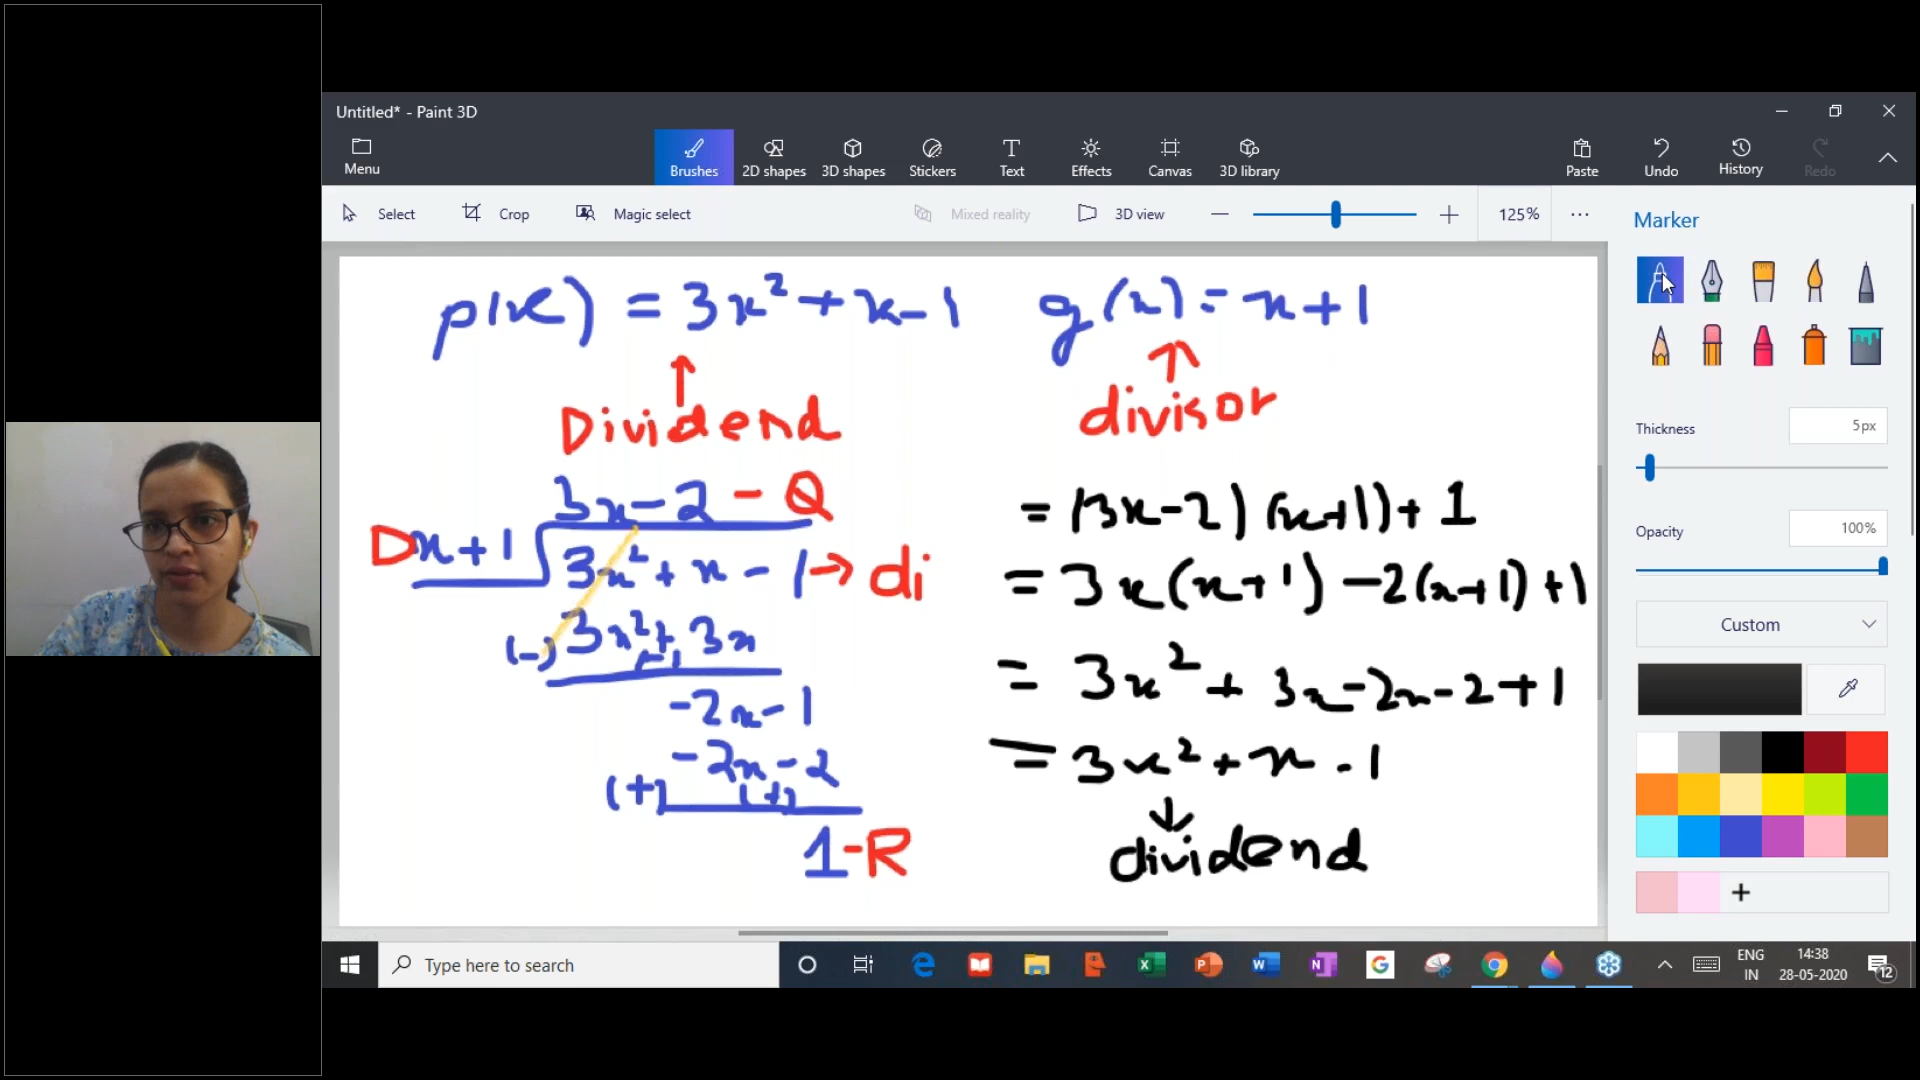 Untitled* - Paint 3D
Menu
Brushes
2D shapes
3D shapes
Stickers
Text
Effects
Canvas
3D library
Paste
Undo
History
Redo
Select
Crop
Magic select
Mixed reality
3D view
125%
Marker
Thickness
5px
Opacity
100%
Custom
p(x) = 3x² + x - 1
g(x) = x + 1
Dividend
divisor
3x - 2 - Q
D x + 1
3x² + x - 1 → di
3x² + 3x
(-) (-)
-2x - 1
-2x - 2
(+) (+)
1 - R
= (3x-2) (x+1) + 1
= 3x(x+1) -2(x+1) +1
= 3x² + 3x - 2x - 2 + 1
= 3x² + x - 1
dividend
Type here to search
ENG
IN
14:38
28-05-2020
12